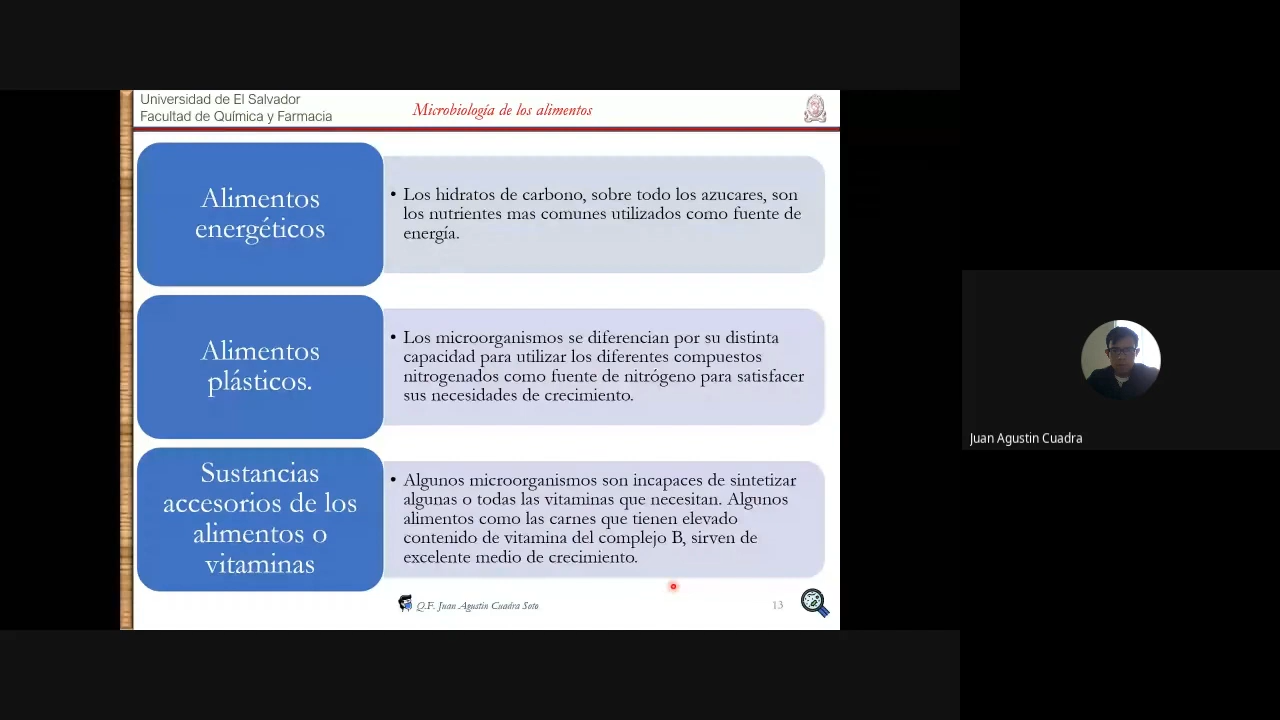 Universidad de El Salvador
Facultad de Química y Farmacia
Microbiología de los alimentos
Alimentos
energéticos
• Los hidratos de carbono, sobre todo los azucares, son
los nutrientes mas comunes utilizados como fuente de
energía.
Alimentos
plásticos.
• Los microorganismos se diferencian por su distinta
capacidad para utilizar los diferentes compuestos
nitrogenados como fuente de nitrógeno para satisfacer
sus necesidades de crecimiento.
Sustancias
accesorios de los
alimentos o
vitaminas
• Algunos microorganismos son incapaces de sintetizar
algunas o todas las vitaminas que necesitan. Algunos
alimentos como las carnes que tienen elevado
contenido de vitamina del complejo B, sirven de
excelente medio de crecimiento.
Q.F. Juan Agustin Cuadra Soto
13
Juan Agustin Cuadra